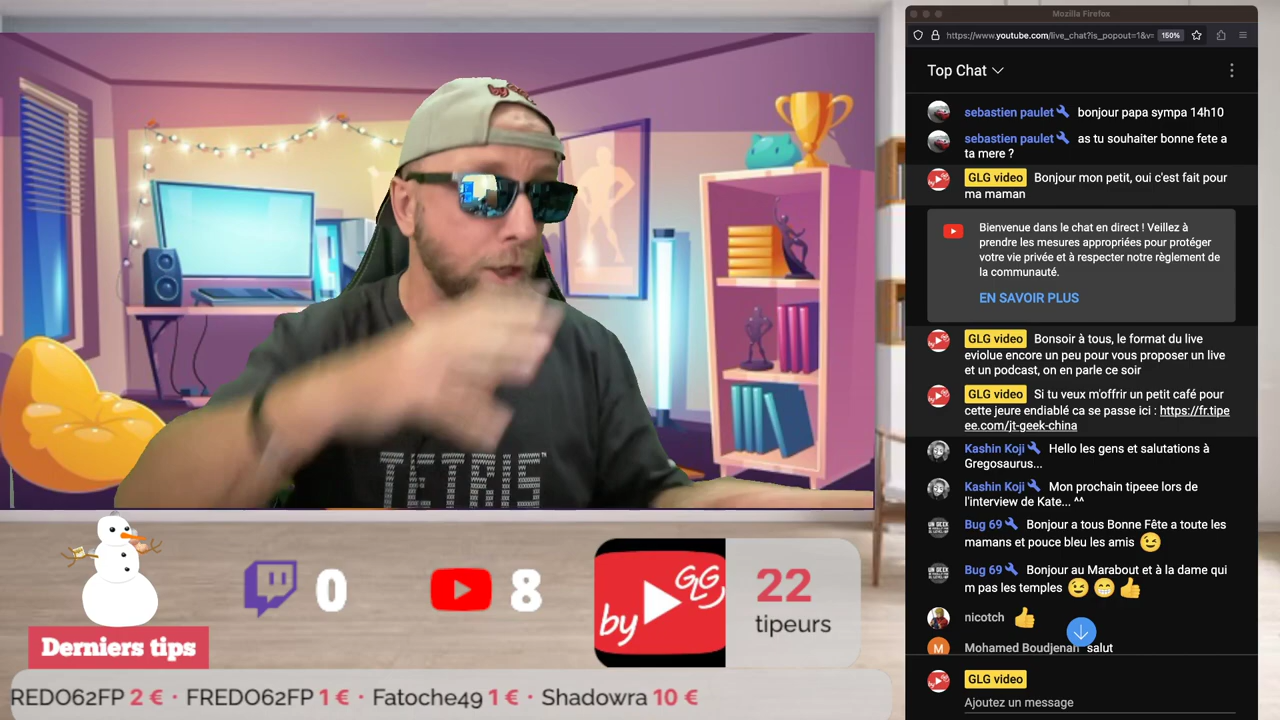 Mozilla Firefox
https://www.youtube.com/live_chat?is_popout=1&v= 150%
Top Chat
sebastien paulet bonjour papa sympa 14h10
sebastien paulet as tu souhaiter bonne fete a
ta mere ?
GLG video Bonjour mon petit, oui c'est fait pour
ma maman
Bienvenue dans le chat en direct ! Veillez à
prendre les mesures appropriées pour protéger
votre vie privée et à respecter notre règlement de
la communauté.
EN SAVOIR PLUS
GLG video Bonsoir à tous, le format du live
eviolue encore un peu pour vous proposer un live
et un podcast, on en parle ce soir
GLG video Si tu veux m'offrir un petit café pour
cette jeure endiablé ca se passe ici : https://fr.tipe
ee.com/jt-geek-china
Kashin Koji Hello les gens et salutations à
Gregosaurus...
Kashin Koji Mon prochain tipeee lors de
l'interview de Kate... ^^
Bug 69 Bonjour a tous Bonne Fête a toute les
mamans et pouce bleu les amis 😉
Bug 69 Bonjour au Marabout et à la dame qui
m pas les temples 😉 😁 👍
nicotch 👍
Mohamed Boudjenah salut
GLG video
Ajoutez un message
TETRIS
0
8
by GLG
22
tipeurs
Derniers tips
REDO62FP 2 € · FREDO62FP 1 € · Fatoche49 1 € · Shadowra 10 €